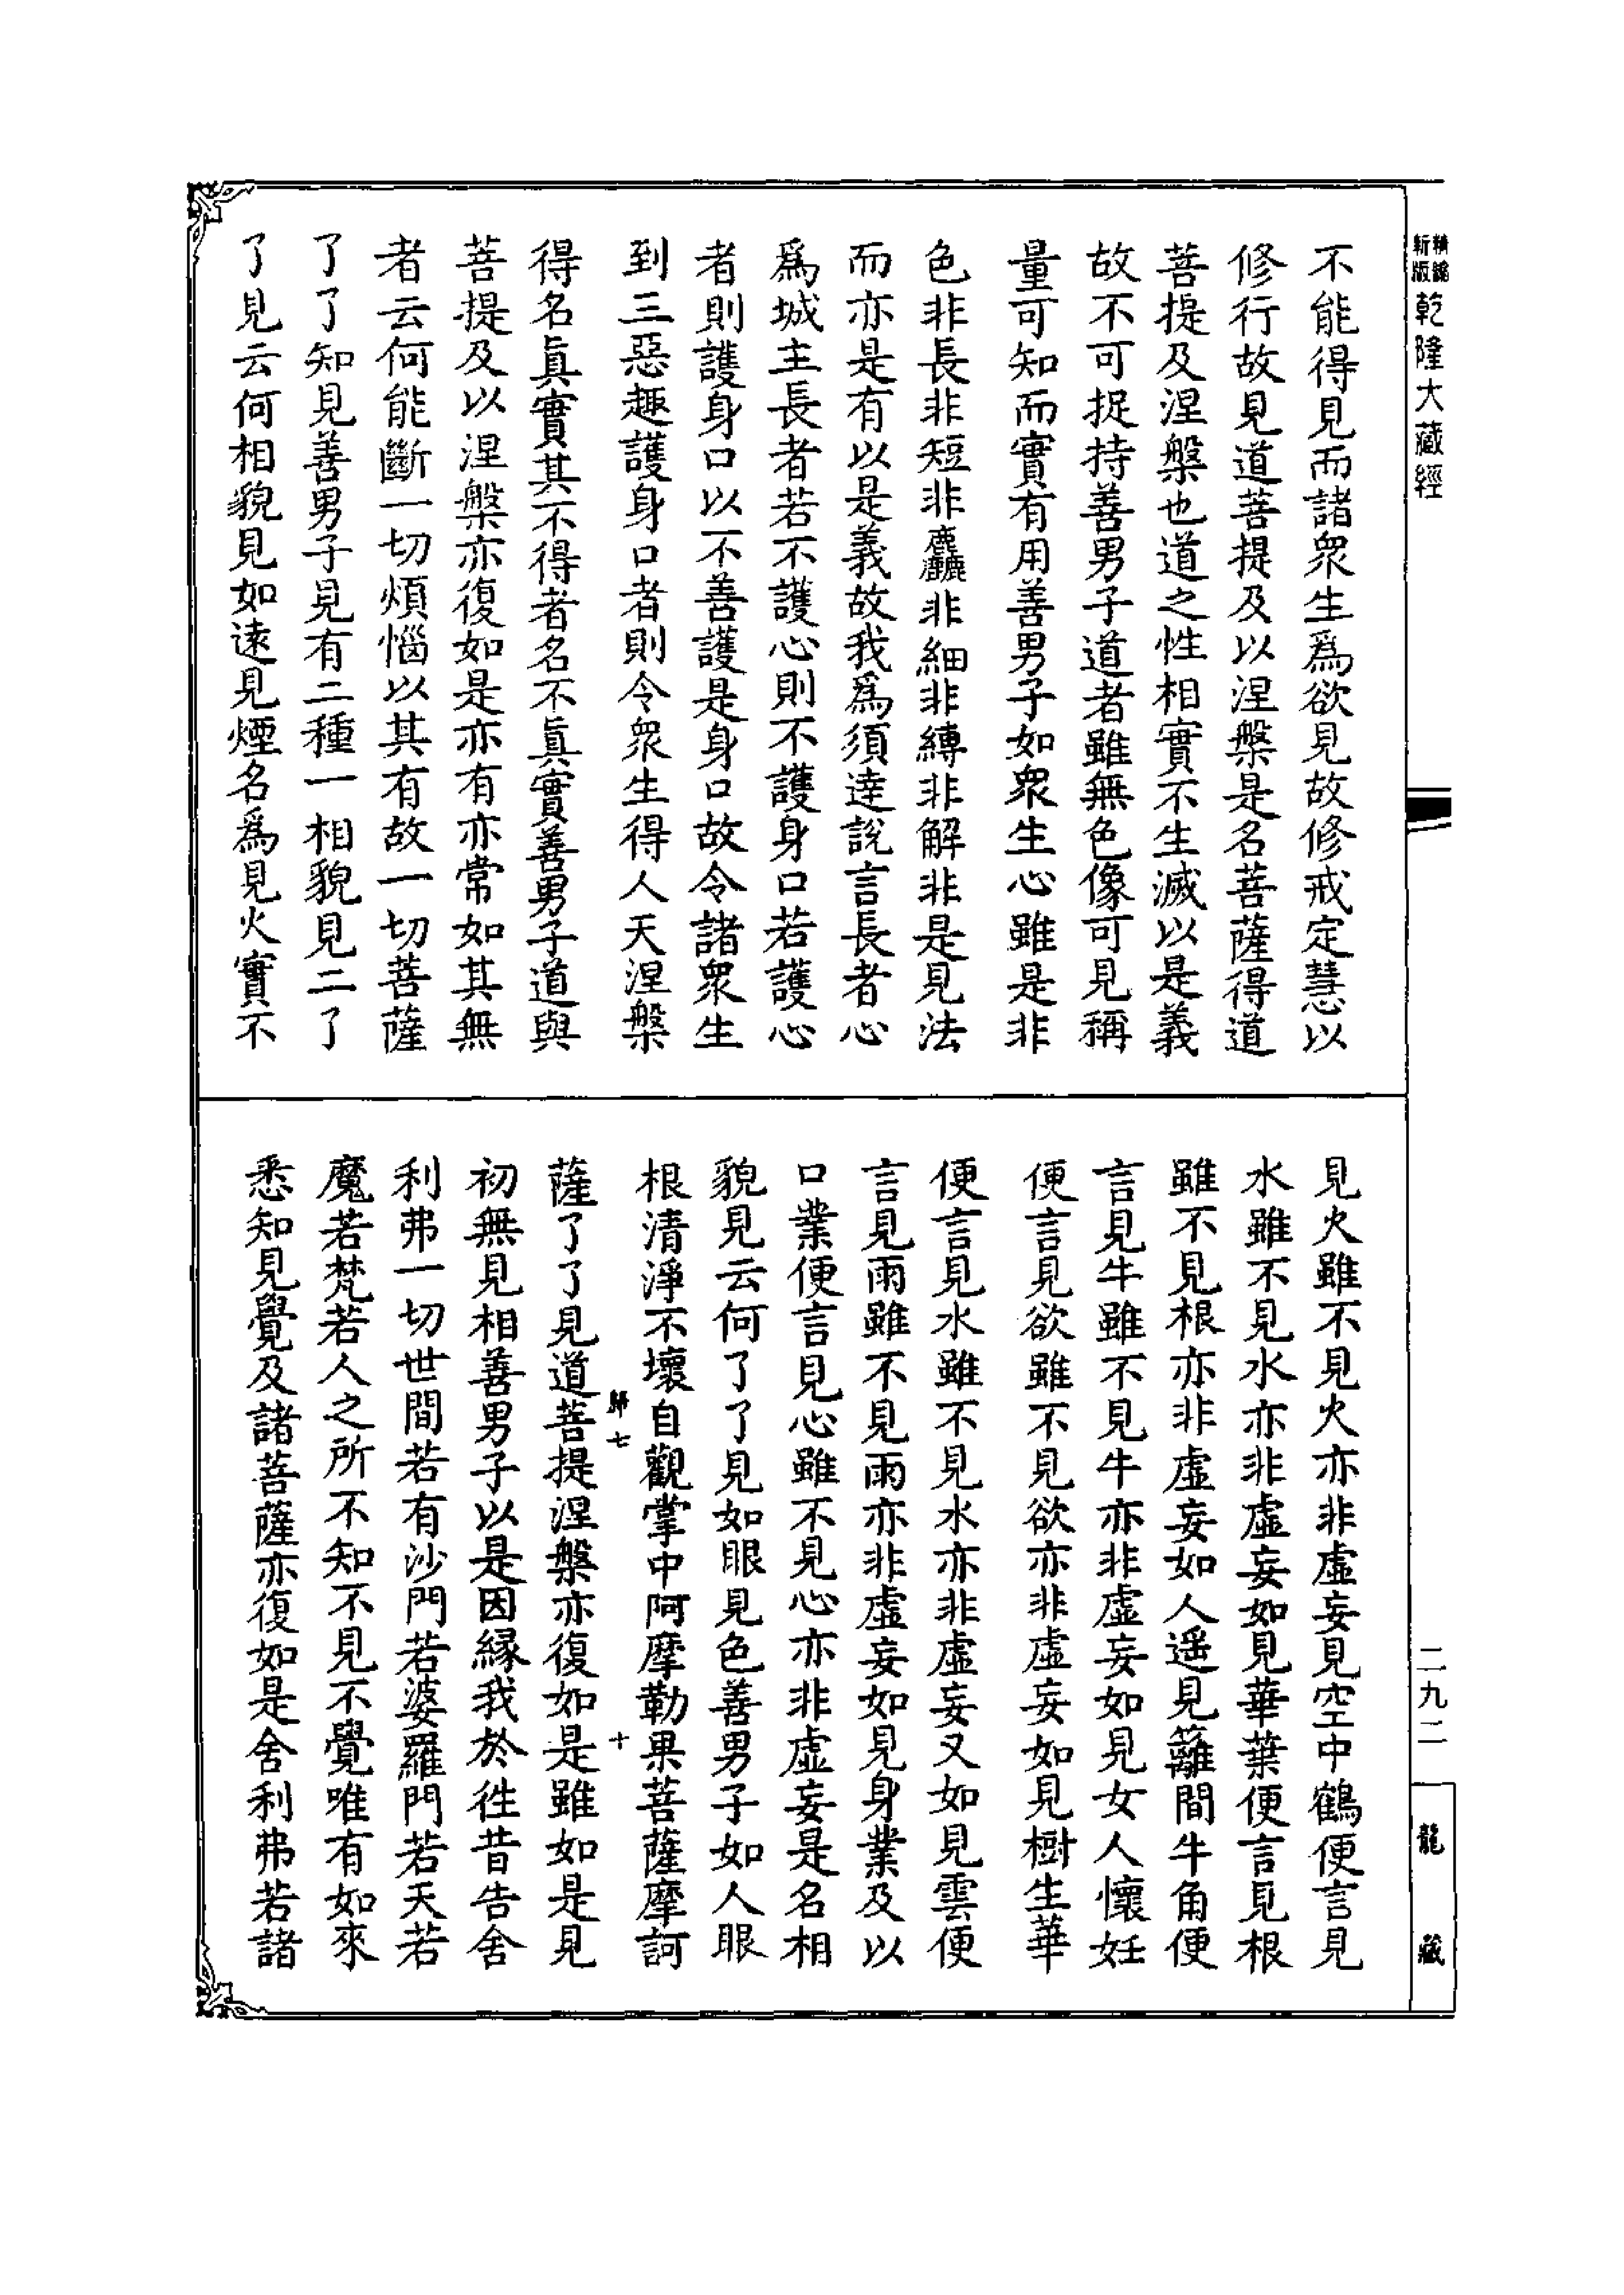 精縮新版乾隆大藏經
二九二
龍藏
不能得見而諸衆生爲欲見故修戒定慧以
修行故見道菩提及以涅槃是名菩薩得道
菩提及涅槃也道之性相實不生滅以是義
故不可捉持善男子道者雖無色像可見稱
量可知而實有用善男子如衆生心雖是非
色非長非短非麤非細非縛非解非是見法
而亦是有以是義故我爲須達說言長者心
爲城主長者若不護心則不護身口若護心
者則護身口以不善護是身口故令諸衆生
到三惡趣護身口者則令衆生得人天涅槃
得名眞實其不得者名不眞實善男子道與
菩提及以涅槃亦復如是亦有亦常如其無
者云何能斷一切煩惱以其有故一切菩薩
了了知見善男子見有二種一相貌見二了
了見云何相貌見如遠見煙名爲見火實不
見火雖不見火亦非虛妄見空中鶴便言見
水雖不見水亦非虛妄如見華葉便言見根
雖不見根亦非虛妄如人遥見籬間牛角便
言見牛雖不見牛亦非虛妄如見女人懷妊
便言見欲雖不見欲亦非虛妄如見樹生華
便言見水雖不見水亦非虛妄又如見雲便
言見雨雖不見雨亦非虛妄如見身業及以
口業便言見心雖不見心亦非虛妄是名相
貌見云何了了見如眼見色善男子如人眼
根清淨不壞自觀掌中阿摩勒果菩薩摩訶
歸七 十
薩了了見道菩提涅槃亦復如是雖如是見
初無見相善男子以是因緣我於徃昔告舍
利弗一切世間若有沙門若婆羅門若天若
魔若梵若人之所不知不見不覺唯有如來
悉知見覺及諸菩薩亦復如是舍利弗若諸